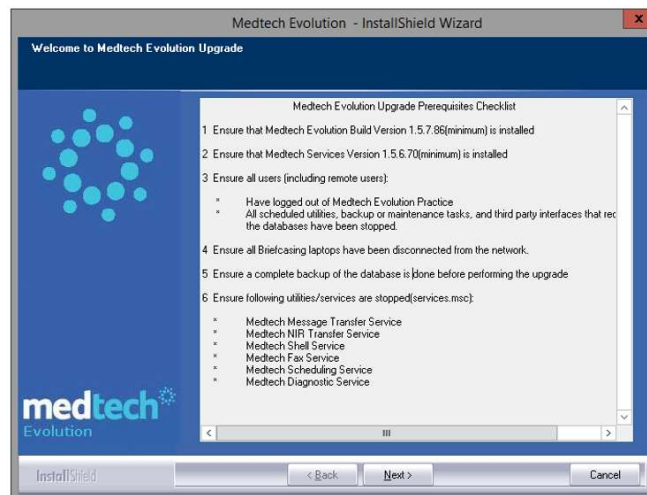 Medtech Evolution - InstallShield Wizard
x
Welcome to Medtech Evolution Upgrade
Medtech Evolution Upgrade Prerequisites Checklist
1 Ensure that Medtech Evolution Build Version 1.5.7.86(minimum) is installed
2 Ensure that Medtech Services Version 1.5.6.70(minimum) is installed
3 Ensure all users (including remote users):
* Have logged out of Medtech Evolution Practice
* All scheduled utilities, backup or maintenance tasks, and third party interfaces that rec
the databases have been stopped.
4 Ensure all Briefcasing laptops have been disconnected from the network.
5 Ensure a complete backup of the database is done before performing the upgrade
6 Ensure following utilities/services are stopped(services.msc):
* Medtech Message Transfer Service
* Medtech NIR Transfer Service
* Medtech Shell Service
* Medtech Fax Service
* Medtech Scheduling Service
* Medtech Diagnostic Service
medtech
Evolution
InstallShield
< Back
Next >
Cancel